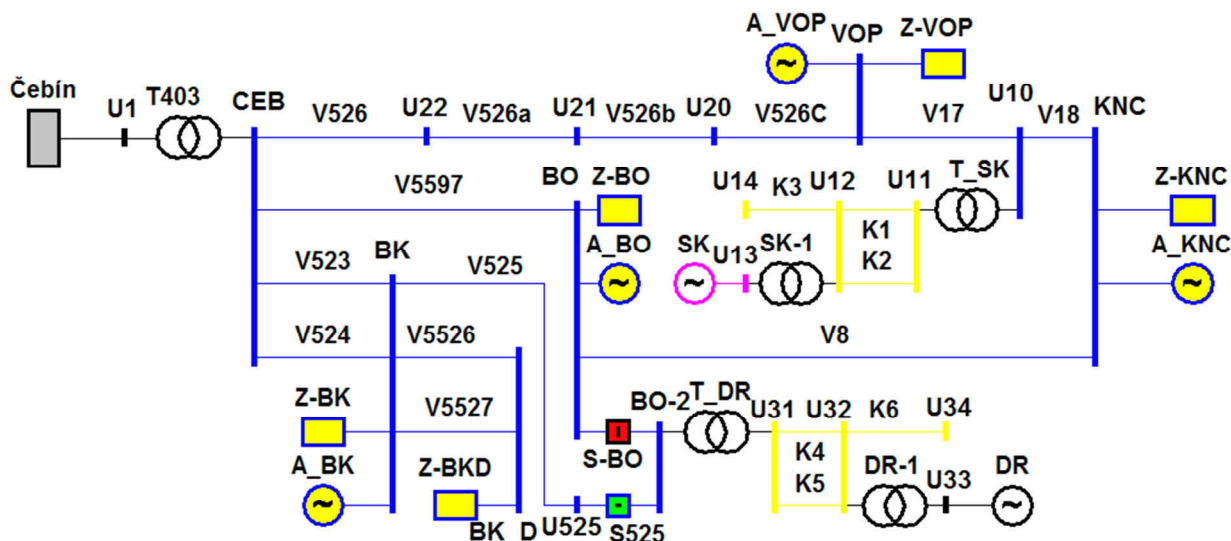 A_VOP
VOP
Z-VOP
Čebín
U1
T403
CEB
V526
U22
V526a
U21
V526b
U20
V526C
V17
U10
V18
KNC
V5597
BO
Z-BO
U14
K3
U12
U11
T_SK
Z-KNC
A_BO
SK
U13
SK-1
K1
K2
A_KNC
V523
BK
V525
V524
V5526
V8
Z-BK
V5527
BO-2
T_DR
U31
U32
K6
U34
A_BK
Z-BKD
S-BO
K4
K5
DR-1
U33
DR
BK D
U525
S525